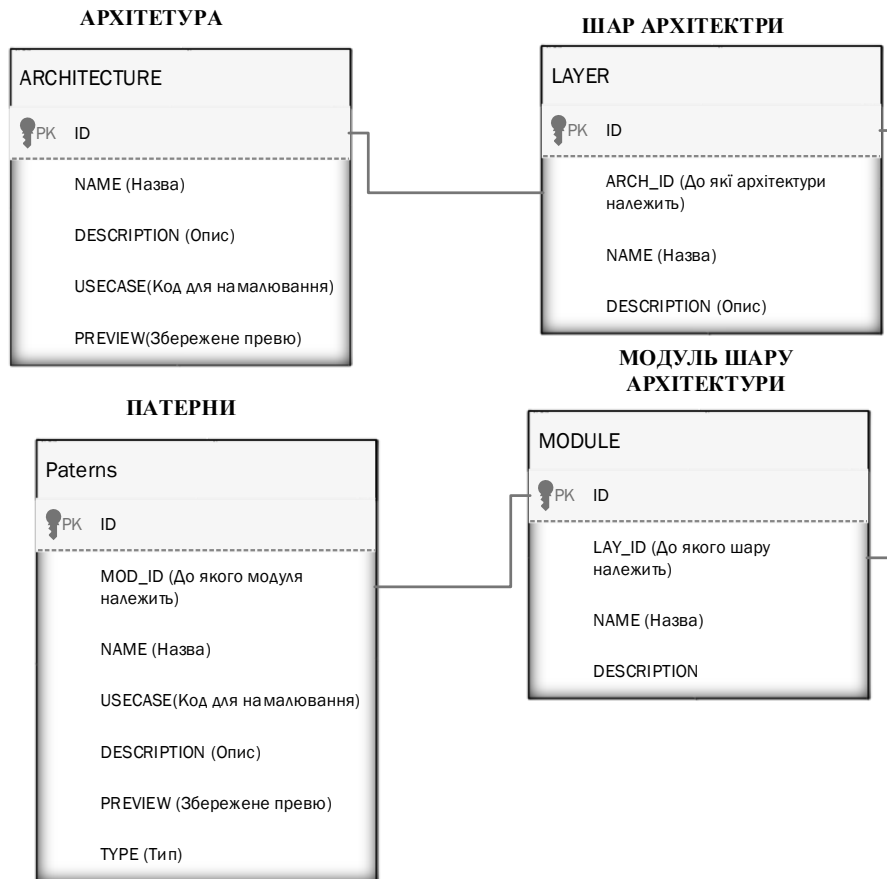 АРХІТЕТУРА
ARCHITECTURE
PK ID
NAME (Назва)
DESCRIPTION (Опис)
USECASE(Код для намалювання)
PREVIEW(Збережене превю)
ШАР АРХІТЕКТРИ
LAYER
PK ID
ARCH_ID (До якї архітектури
належить)
NAME (Назва)
DESCRIPTION (Опис)
ПАТЕРНИ
Paterns
PK ID
MOD_ID (До якого модуля
належить)
NAME (Назва)
USECASE(Код для намалювання)
DESCRIPTION (Опис)
PREVIEW (Збережене превю)
TYPE (Тип)
МОДУЛЬ ШАРУ
АРХІТЕКТУРИ
MODULE
PK ID
LAY_ID (До якого шару
належить)
NAME (Назва)
DESCRIPTION